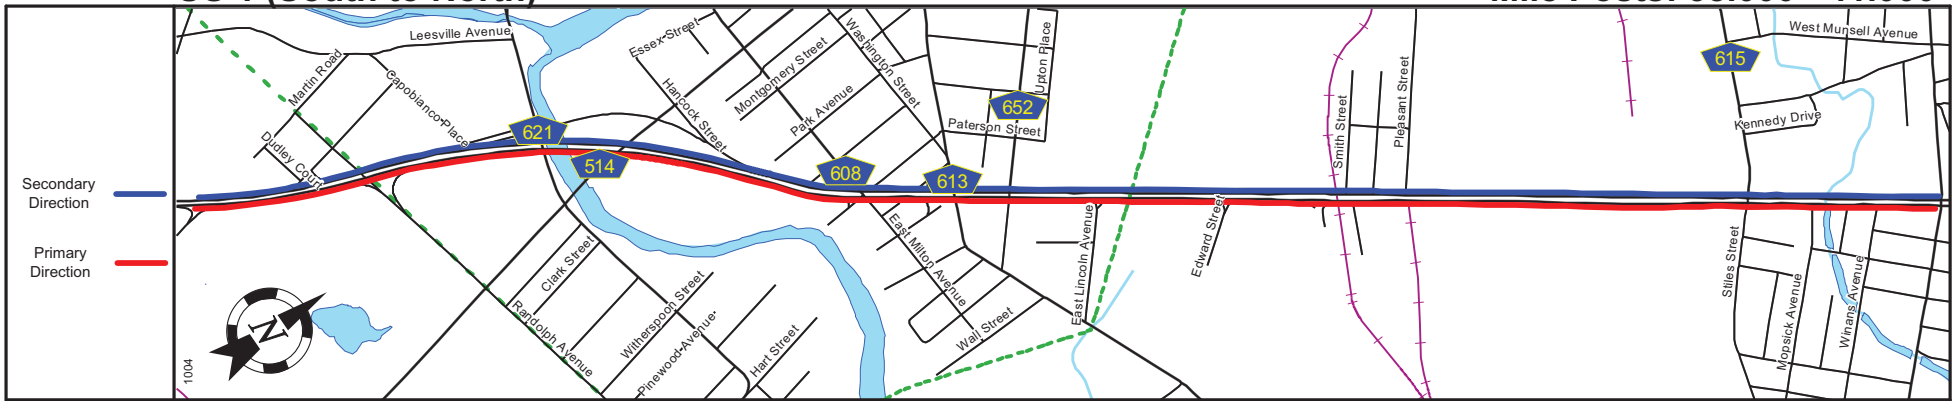 Leesville Avenue
Essex Street
Washington Street
Upton Place
West Munsell Avenue
Martin Road
Capobianco Place
Hancock Street
Montgomery Street
Park Avenue
652
Paterson Street
Smith Street
Pleasant Street
615
Kennedy Drive
621
514
608
613
Dudley Court
Secondary
Direction
Primary
Direction
Clark Street
Randolph Avenue
Witherspoon Street
Pinewood Avenue
Hart Street
East Milton Avenue
Wall Street
East Lincoln Avenue
Edward Street
Stiles Street
Mopsick Avenue
Winans Avenue
N
1004